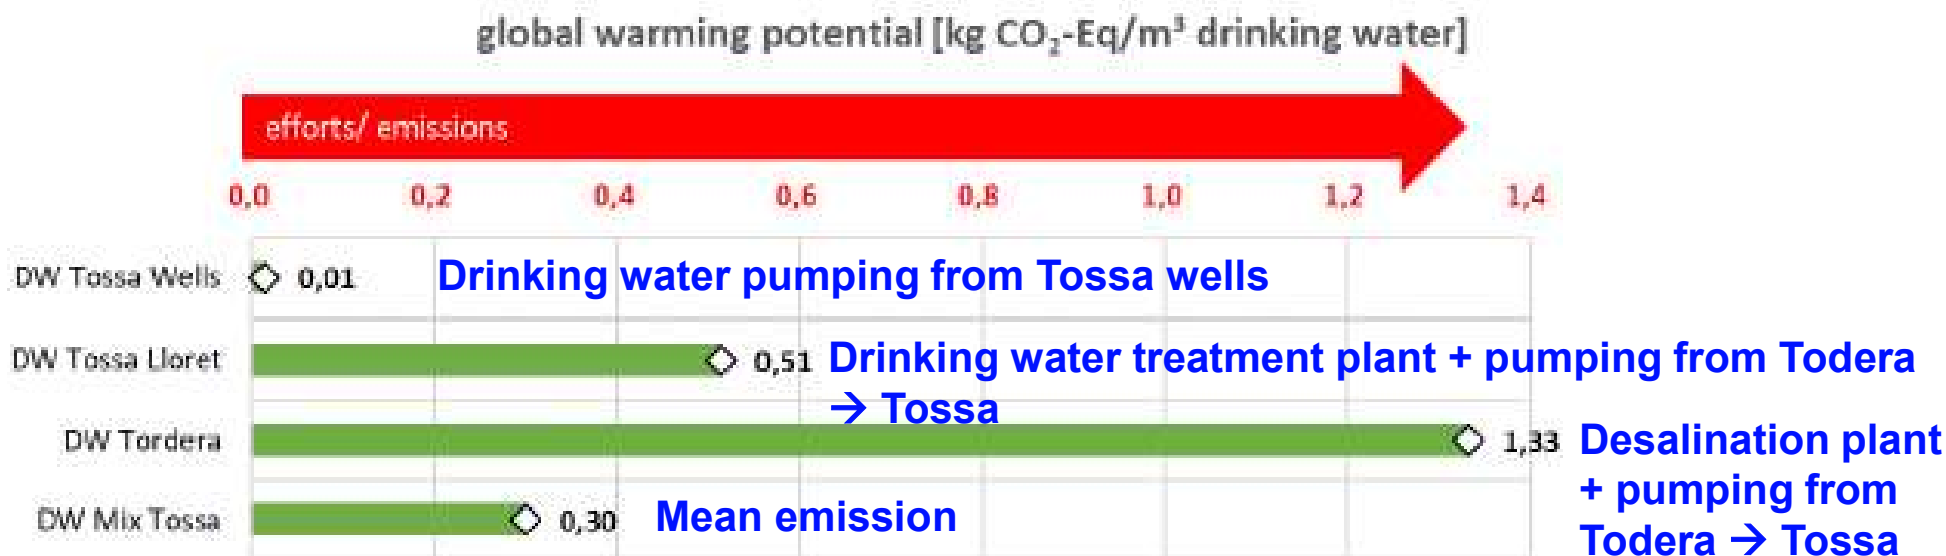 global warming potential [kg CO₂-Eq/m³ drinking water]
efforts/ emissions
0,0 0,2 0,4 0,6 0,8 1,0 1,2 1,4
DW Tossa Wells 0,01 Drinking water pumping from Tossa wells
DW Tossa Lloret 0,51 Drinking water treatment plant + pumping from Todera
→ Tossa
DW Tordera 1,33 Desalination plant
+ pumping from
DW Mix Tossa 0,30 Mean emission
Todera → Tossa